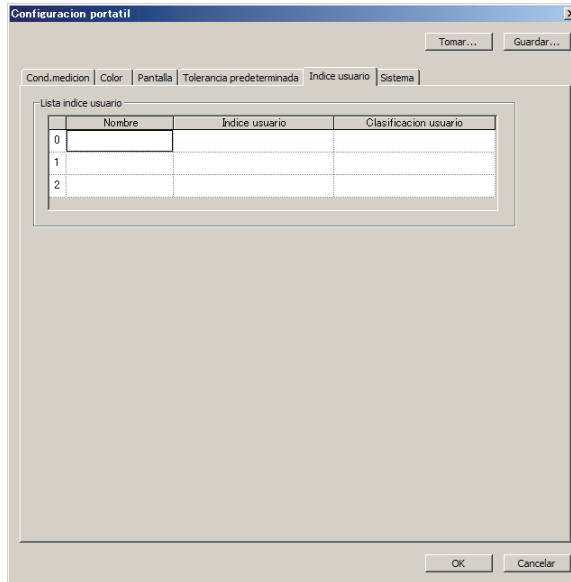 Configuracion portatil
Tomar... Guardar...
Cond.medicion Color Pantalla Tolerancia predeterminada Indice usuario Sistema
Lista indice usuario
Nombre Indice usuario Clasificacion usuario
0
1
2
OK Cancelar